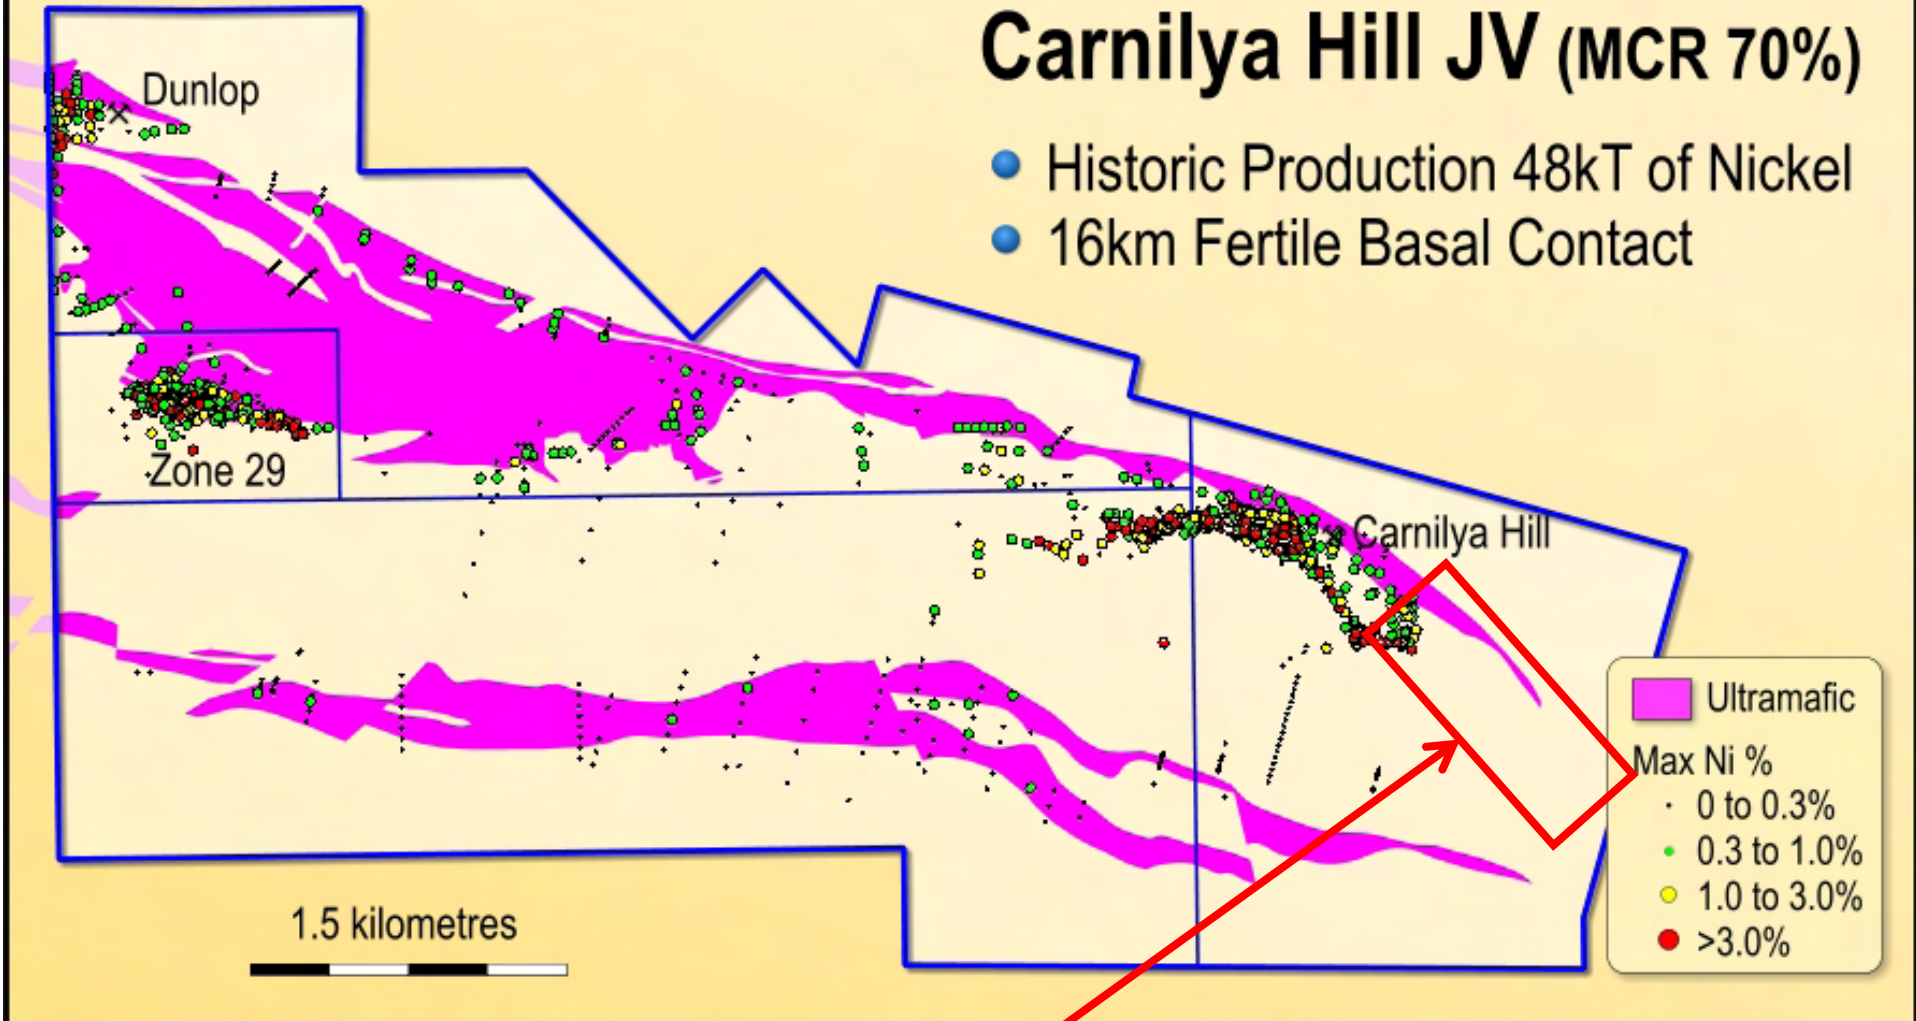 Carnilya Hill JV (MCR 70%)
Historic Production 48kT of Nickel
16km Fertile Basal Contact
Dunlop
Zone 29
Carnilya Hill
Ultramafic
Max Ni %
0 to 0.3%
0.3 to 1.0%
1.0 to 3.0%
>3.0%
1.5 kilometres